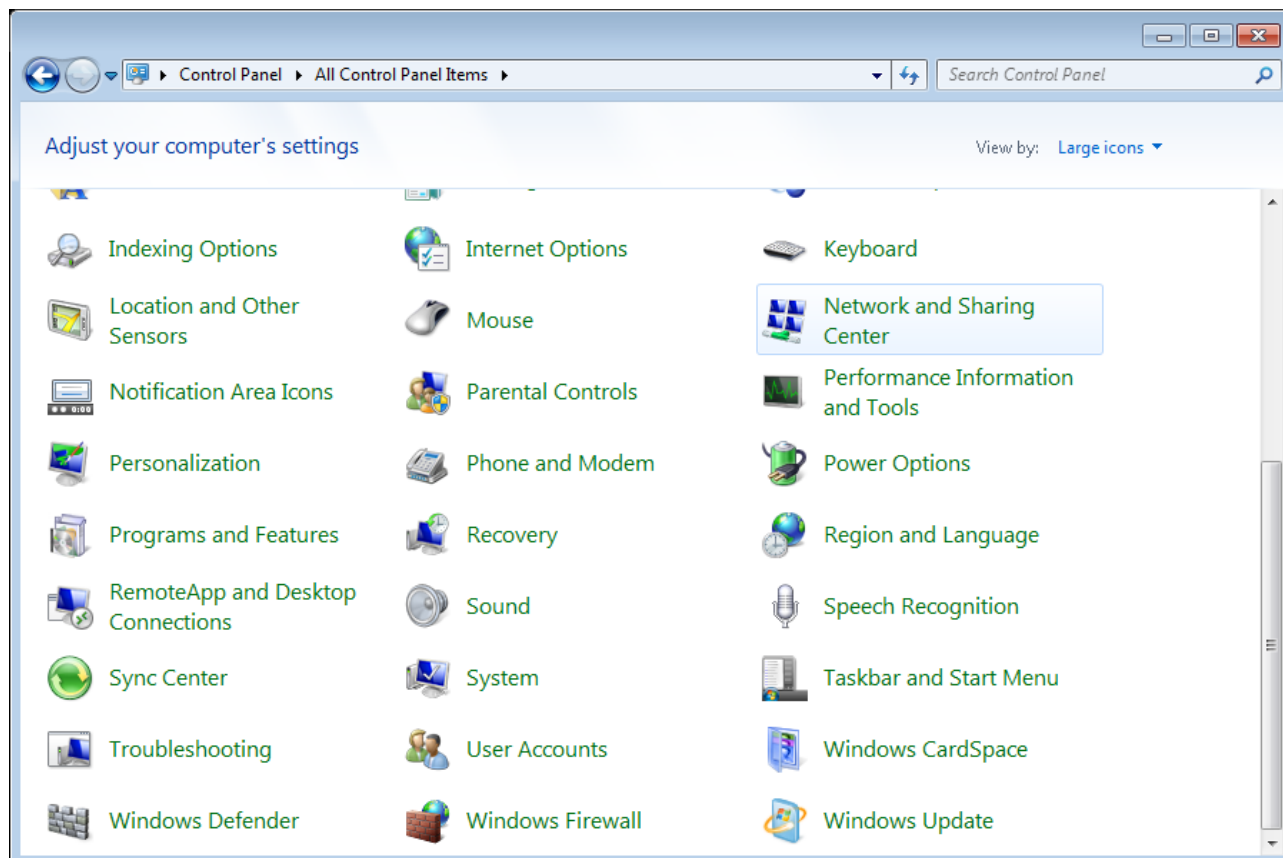 Control Panel All Control Panel Items Search Control Panel
Adjust your computer's settings View by: Large icons
Indexing Options Internet Options Keyboard
Location and Other
Sensors
Mouse
Network and Sharing
Center
Notification Area Icons
Parental Controls
Performance Information
and Tools
Personalization Phone and Modem Power Options
Programs and Features Recovery Region and Language
RemoteApp and Desktop
Connections
Sound Speech Recognition
Sync Center System Taskbar and Start Menu
Troubleshooting User Accounts Windows CardSpace
Windows Defender Windows Firewall Windows Update